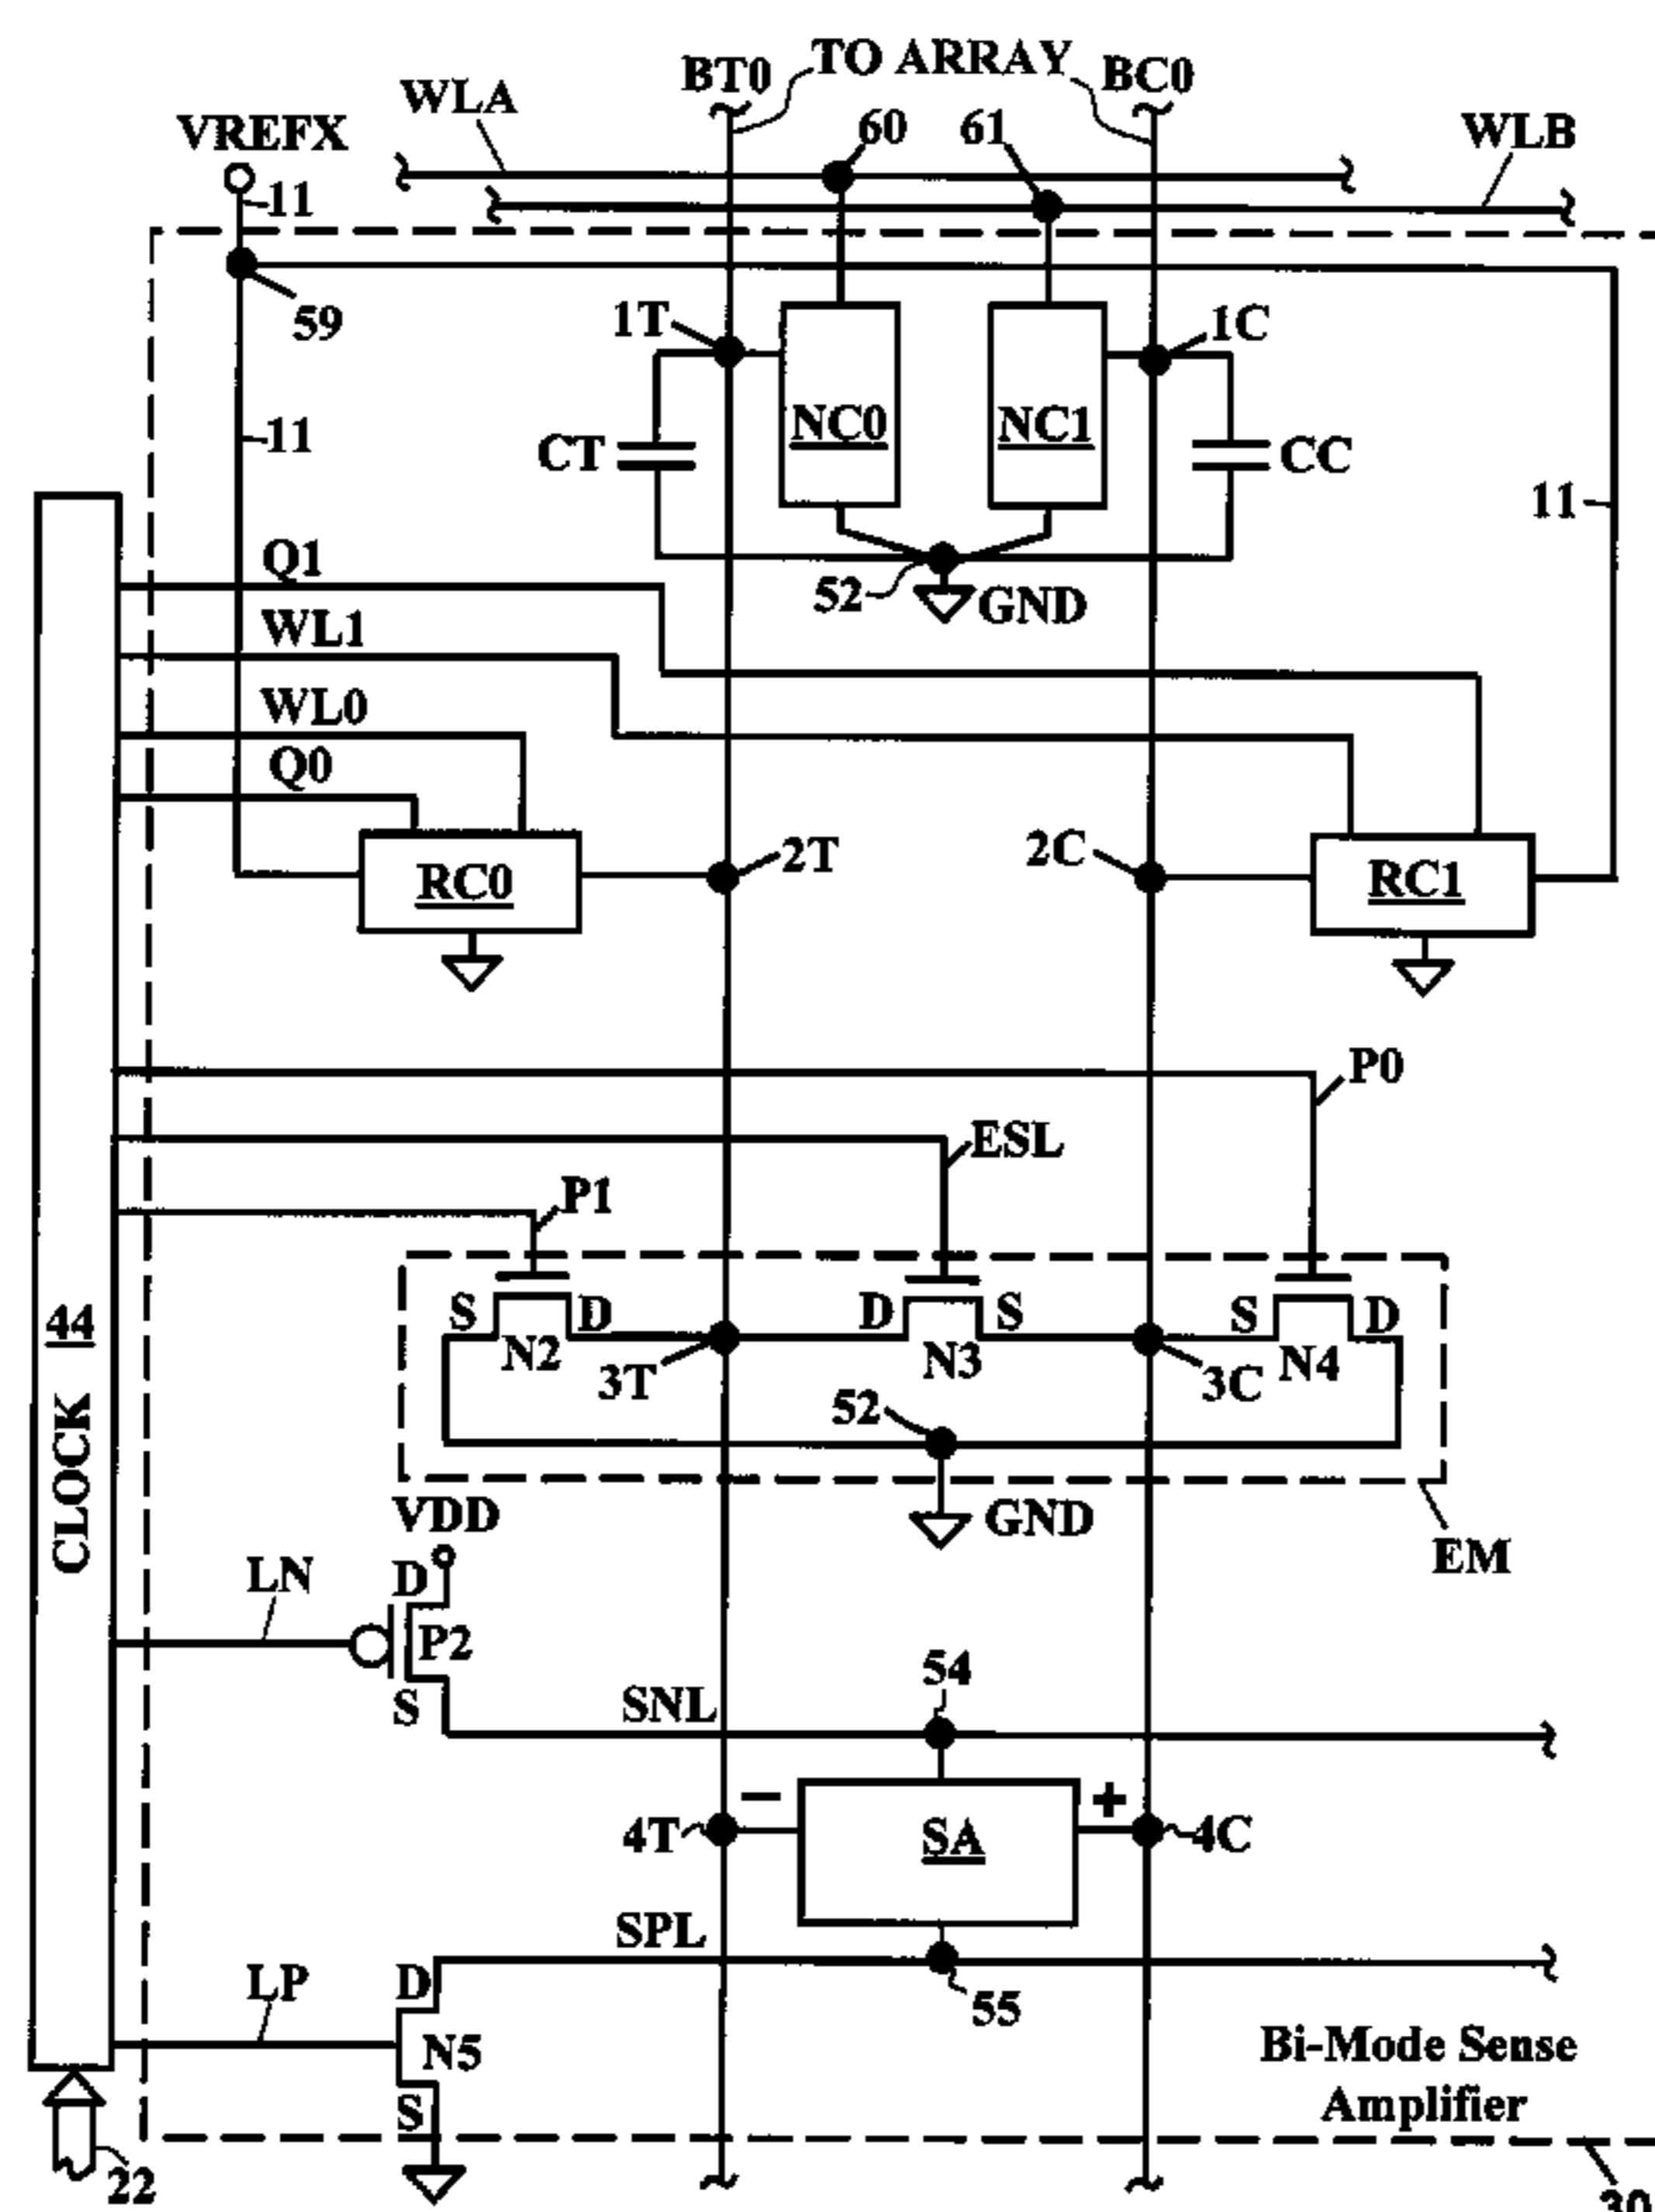 BT0
TO ARRAY
BC0
WLA
60
61
VREFX
WLB
11
59
1T
1C
NC0
NC1
11
CT
CC
11
Q1
52
GND
WL1
WL0
Q0
2T
2C
RC0
RC1
P0
ESL
P1
S
D
D
S
S
D
N2
N3
N4
3T
3C
44
52
CLOCK
VDD
GND
EM
LN
D
P2
S
SNL
54
4T
-
SA
+
4C
SPL
LP
D
55
N5
S
Bi-Mode Sense
Amplifier
22
30